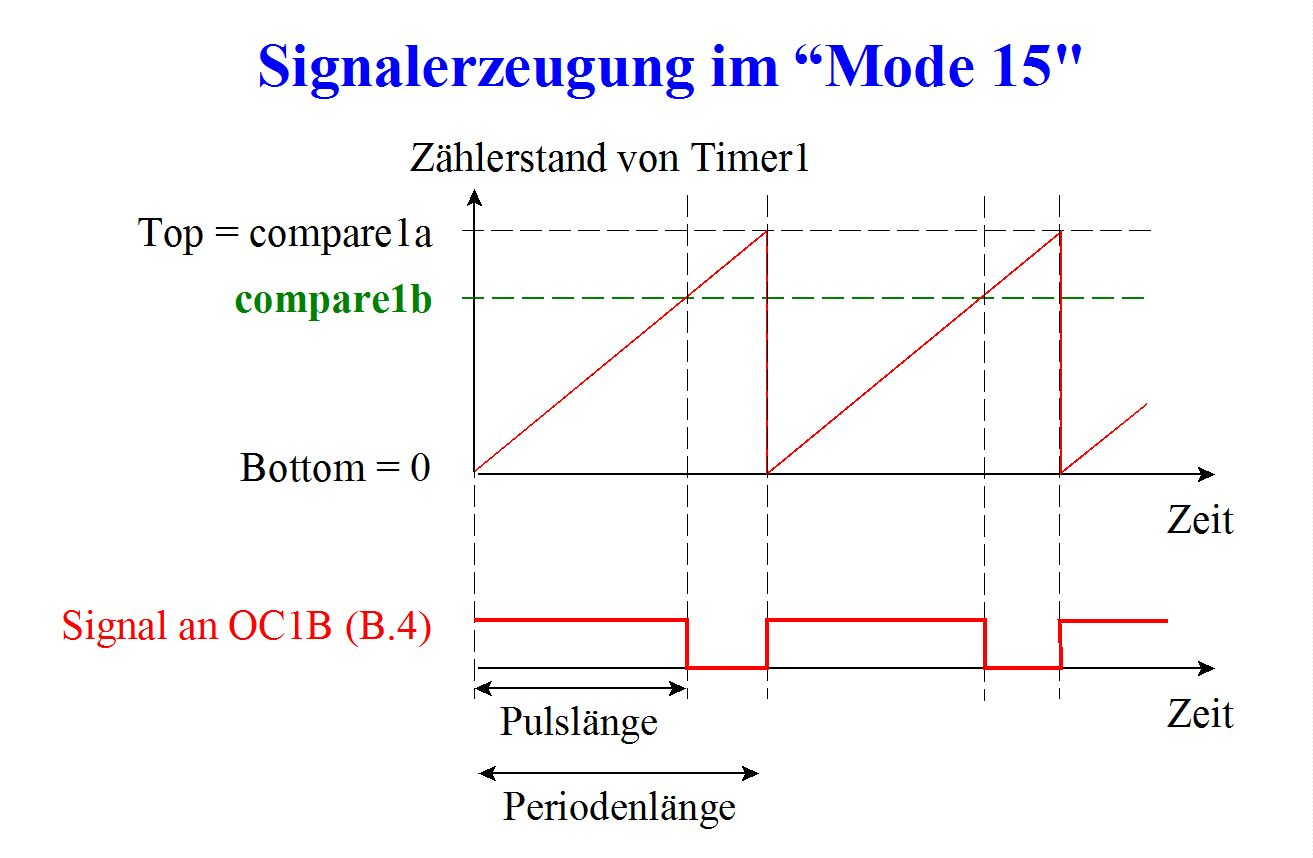 Signalerzeugung im “Mode 15"
Zählerstand von Timer1
Top = compare1a
compare1b
Bottom = 0
Zeit
Signal an OC1B (B.4)
Zeit
Pulslänge
Periodenlänge